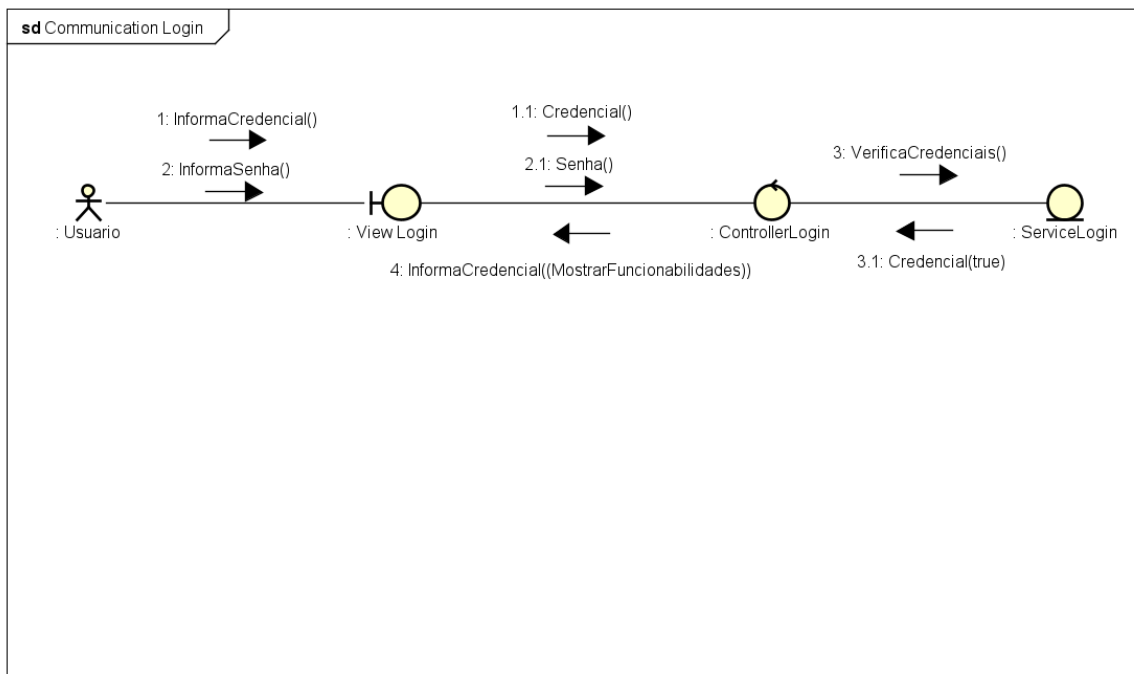 sd Communication Login
1: InformaCredencial()
2: InformaSenha()
1.1: Credencial()
2.1: Senha()
3: VerificaCredenciais()
: Usuario
: View Login
: ControllerLogin
: ServiceLogin
4: InformaCredencial((MostrarFuncionabilidades))
3.1: Credencial(true)